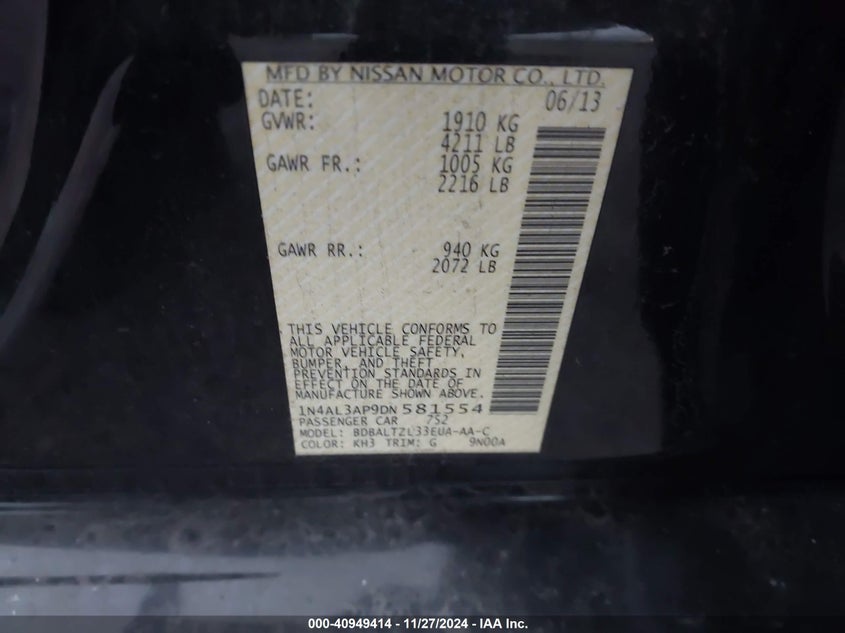 MFD BY NISSAN MOTOR CO., LTD.
DATE: 06/13
GVWR: 1910 KG
4211 LB
GAWR FR.: 1005 KG
2216 LB
GAWR RR.: 940 KG
2072 LB
THIS VEHICLE CONFORMS TO
ALL APPLICABLE FEDERAL
MOTOR VEHICLE SAFETY,
BUMPER, AND THEFT
PREVENTION STANDARDS IN
EFFECT ON THE DATE OF
MANUFACTURE SHOWN ABOVE.
1N4AL3AP9DN581554
PASSENGER CAR 752
MODEL: BDBALTZL33EUA-AA-C
COLOR: KH3 TRIM: G 9N00A
000-40949414 - 11/27/2024 - IAA Inc.